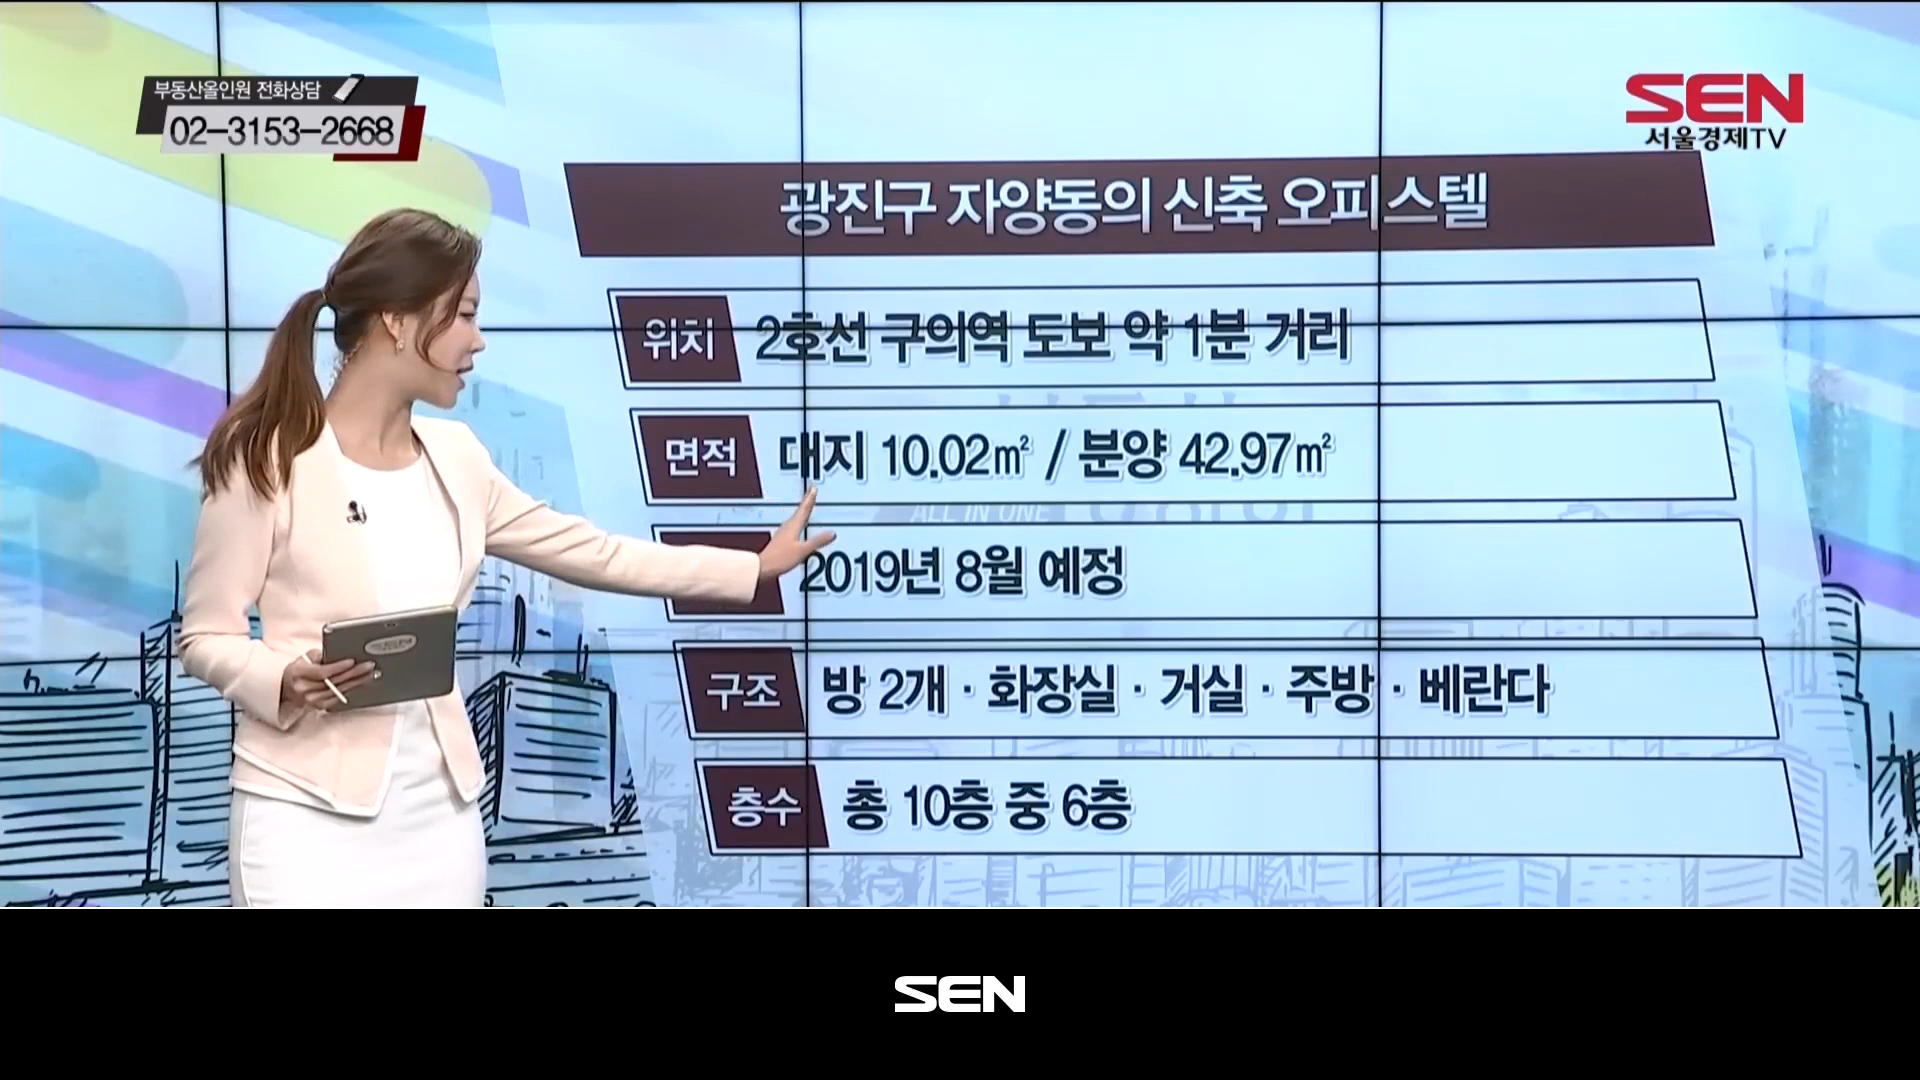 부동산올인원 전화상담
02-3153-2668
SEN
서울경제TV
광진구 자양동의 신축 오피스텔
위치 2호선 구의역 도보 약 1분 거리
면적 대지 10.02㎡ / 분양 42.97㎡
ALL IN ONE
2019년 8월 예정
구조 방 2개 · 화장실 · 거실 · 주방 · 베란다
층수 총 10층 중 6층
SEN